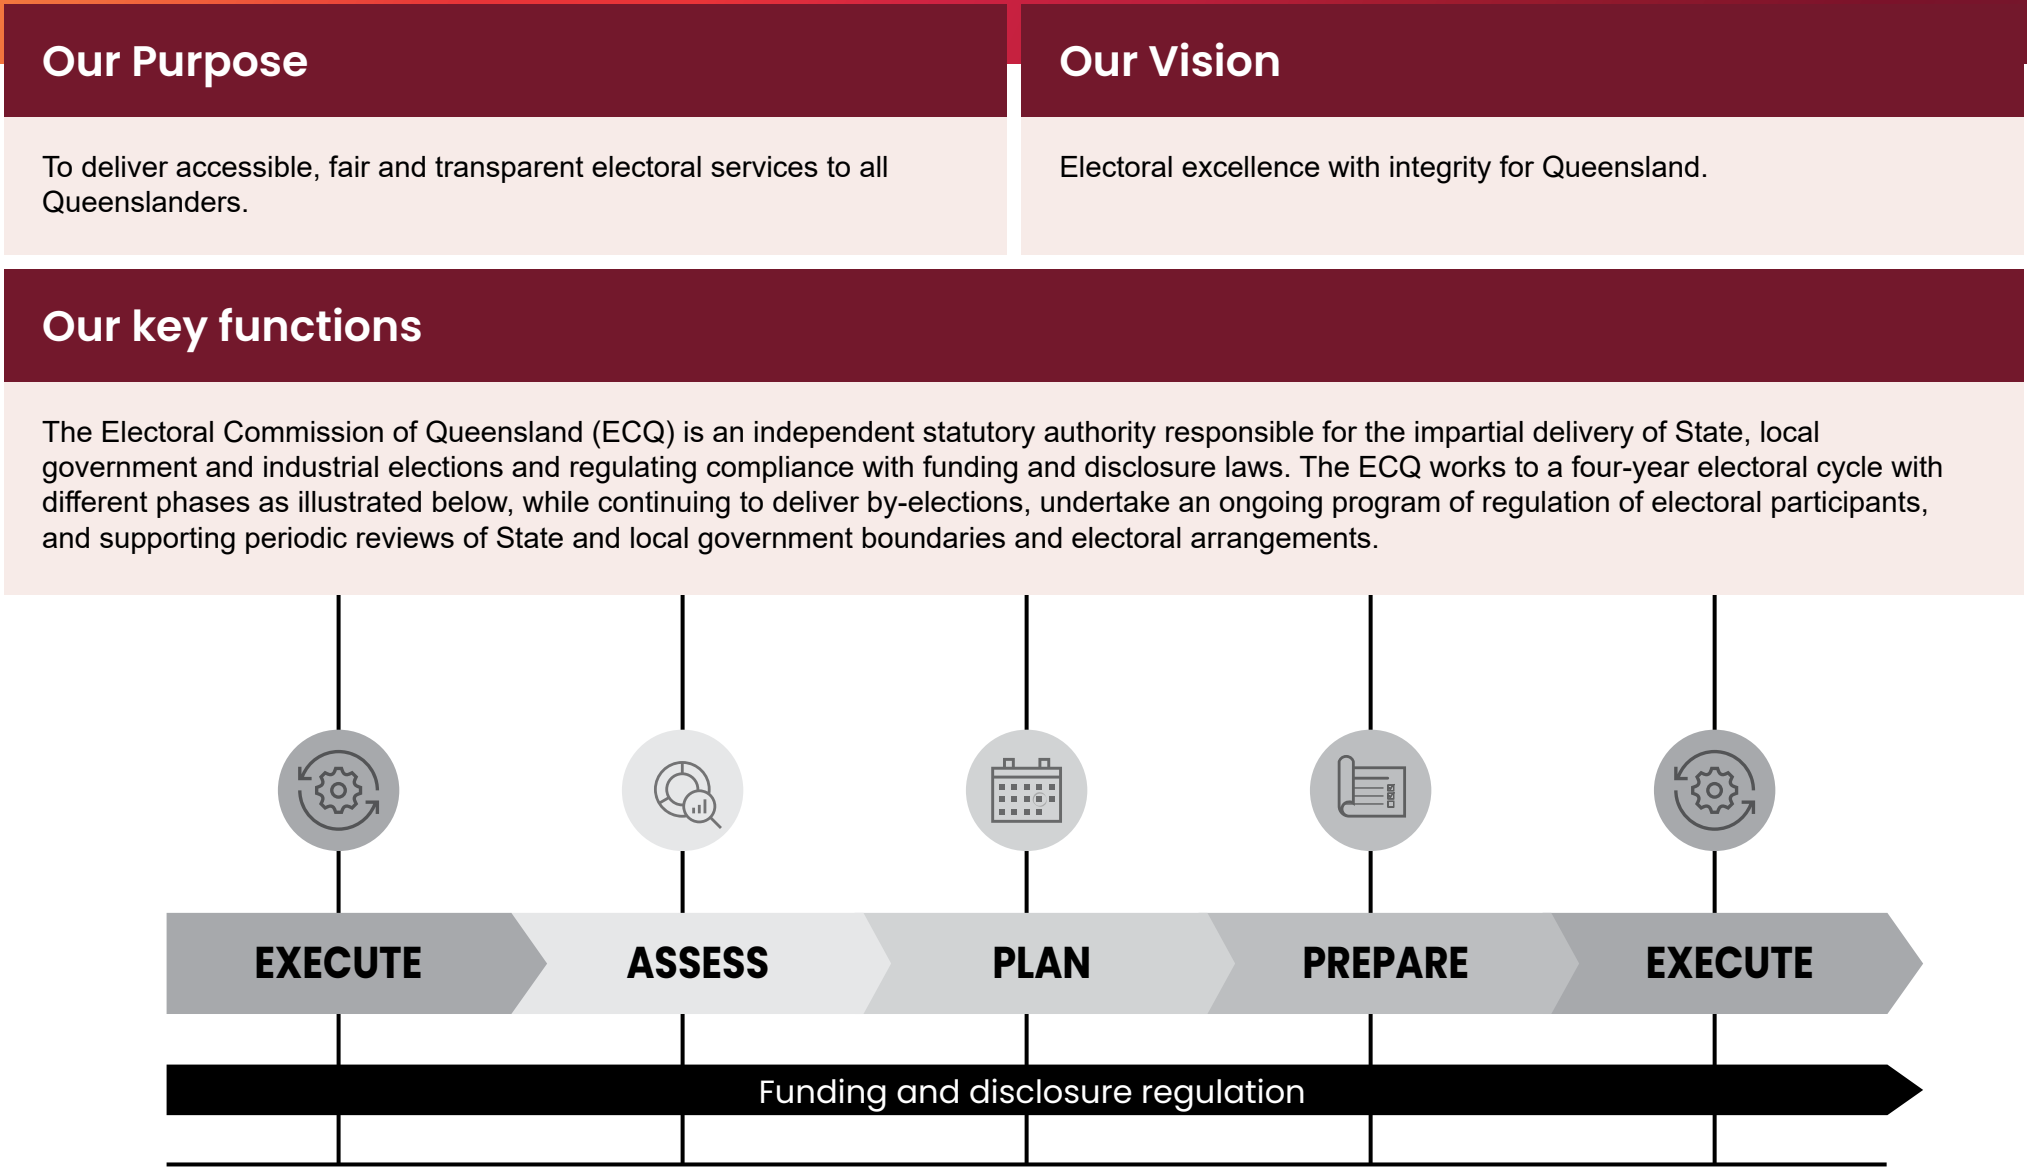 Our Purpose
To deliver accessible, fair and transparent electoral services to all
Queenslanders.
Our Vision
Electoral excellence with integrity for Queensland.
Our key functions
The Electoral Commission of Queensland (ECQ) is an independent statutory authority responsible for the impartial delivery of State, local
government and industrial elections and regulating compliance with funding and disclosure laws. The ECQ works to a four-year electoral cycle with
different phases as illustrated below, while continuing to deliver by-elections, undertake an ongoing program of regulation of electoral participants,
and supporting periodic reviews of State and local government boundaries and electoral arrangements.
EXECUTE
ASSESS
PLAN
PREPARE
EXECUTE
Funding and disclosure regulation